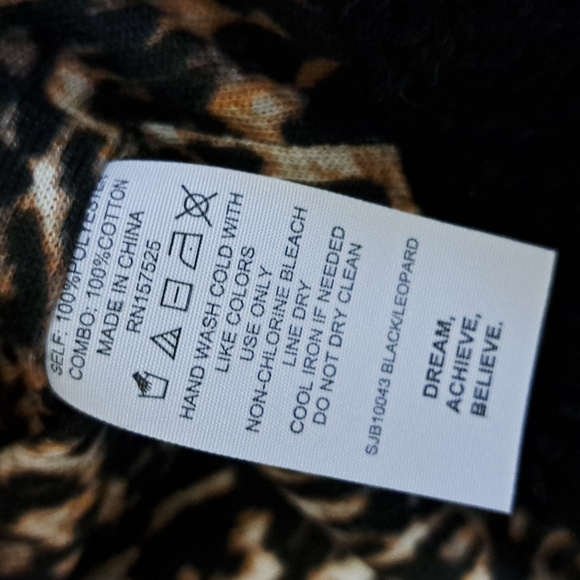 SELF: 100%POLYESTER
COMBO: 100%COTTON
MADE IN CHINA
RN157525
HAND WASH COLD WITH
LIKE COLORS
USE ONLY
NON-CHLORINE BLEACH
LINE DRY
COOL IRON IF NEEDED
DO NOT DRY CLEAN
SJB10043 BLACK/LEOPARD
DREAM,
ACHIEVE,
BELIEVE.